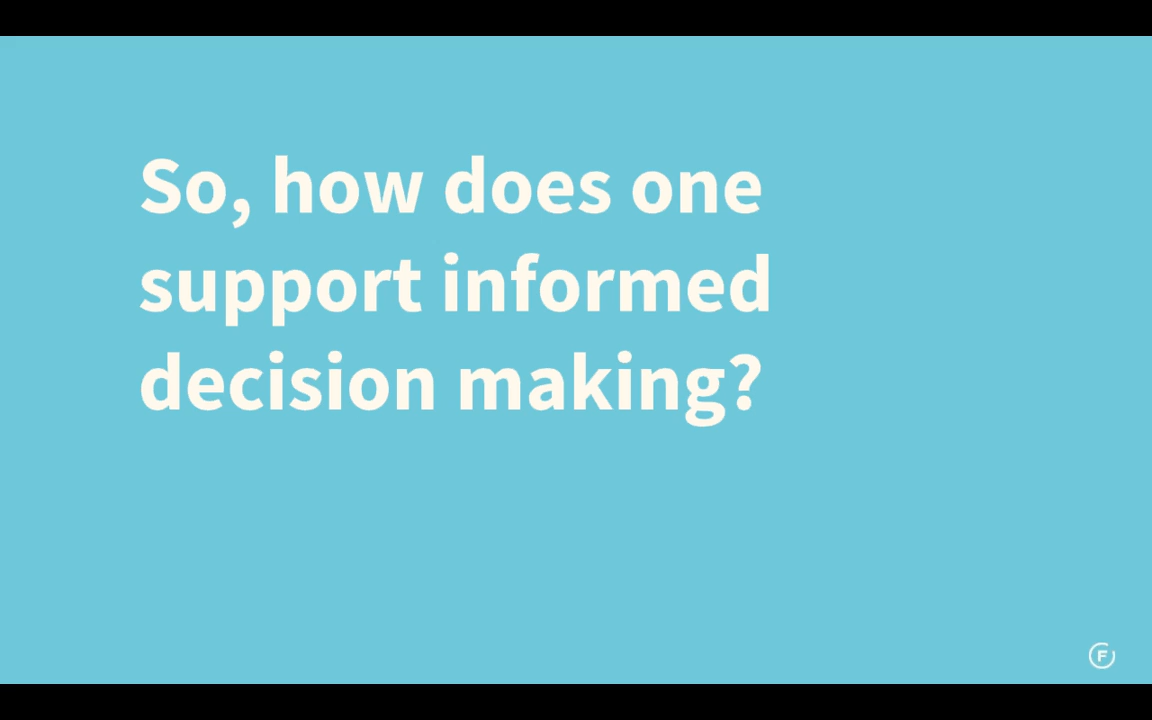 So, how does one
support informed
decision making?
F